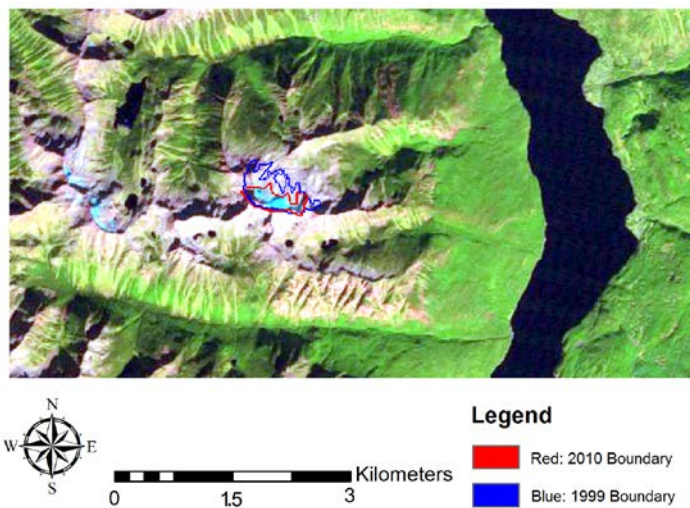 N
W E
S
Kilometers
0 1.5 3
Legend
Red: 2010 Boundary
Blue: 1999 Boundary